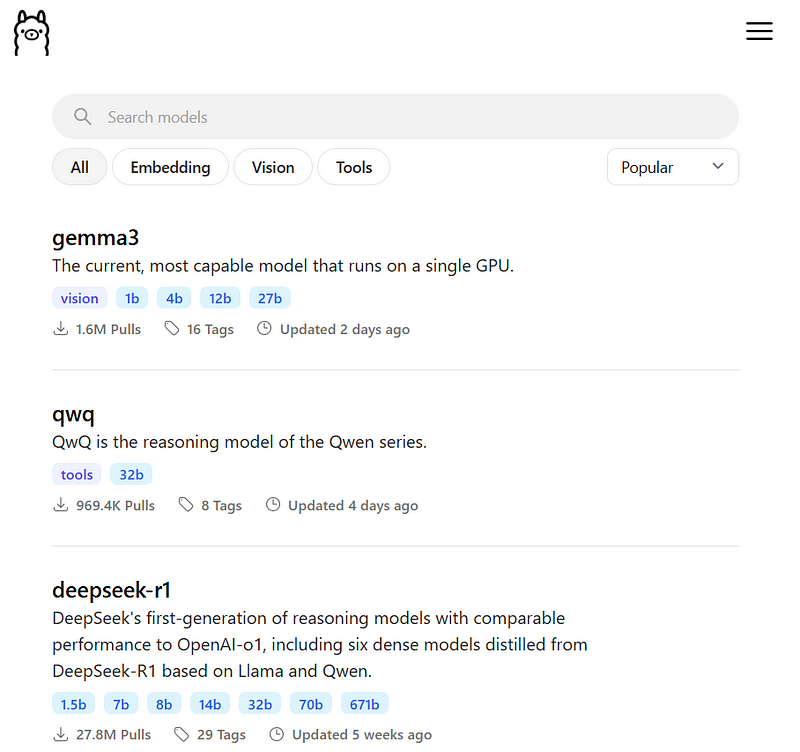 Search models
All Embedding Vision Tools Popular
gemma3
The current, most capable model that runs on a single GPU.
vision 1b 4b 12b 27b
1.6M Pulls 16 Tags Updated 2 days ago
qwq
QwQ is the reasoning model of the Qwen series.
tools 32b
969.4K Pulls 8 Tags Updated 4 days ago
deepseek-r1
DeepSeek's first-generation of reasoning models with comparable
performance to OpenAI-o1, including six dense models distilled from
DeepSeek-R1 based on Llama and Qwen.
1.5b 7b 8b 14b 32b 70b 671b
27.8M Pulls 29 Tags Updated 5 weeks ago